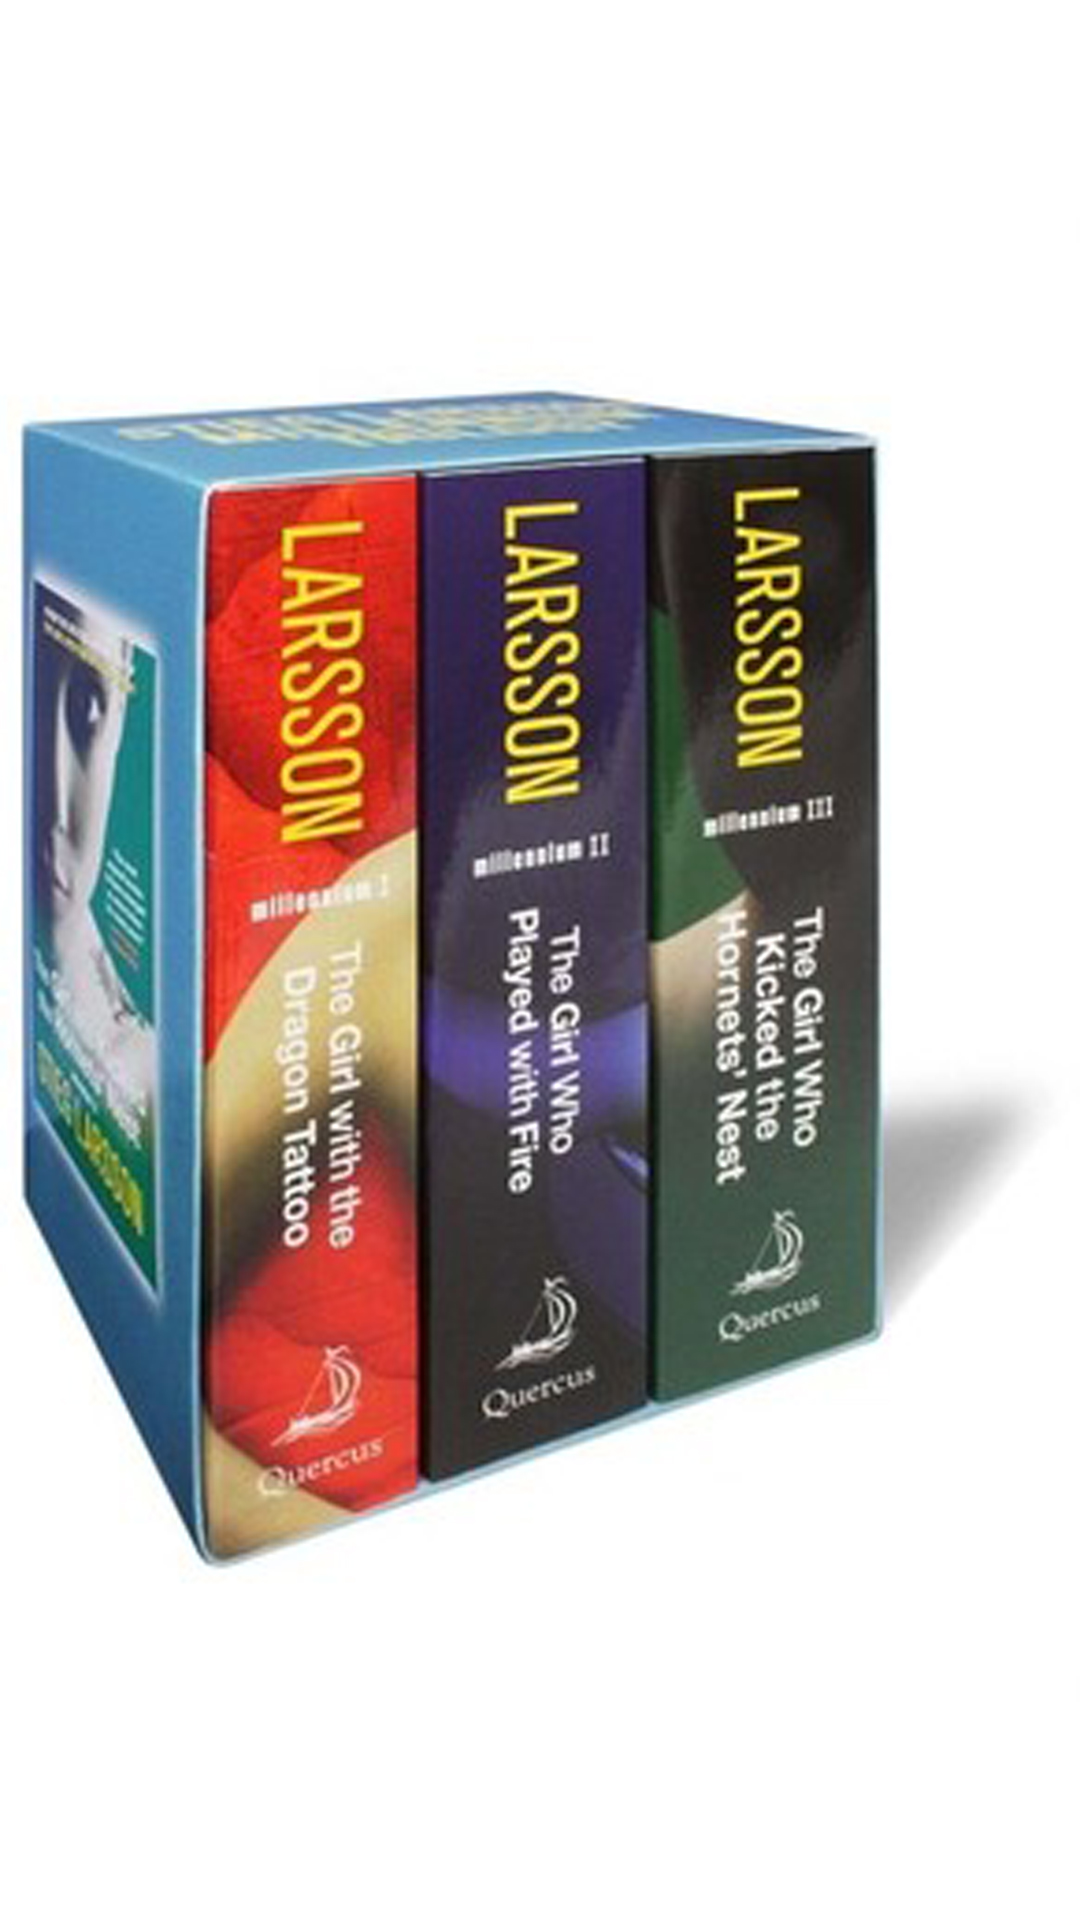 LARSSON
millennium I
The Girl with the
Dragon Tattoo
Quercus
LARSSON
millennium II
The Girl Who
Played with Fire
Quercus
LARSSON
millennium III
The Girl Who
Kicked the
Hornets' Nest
Quercus
LARSSON